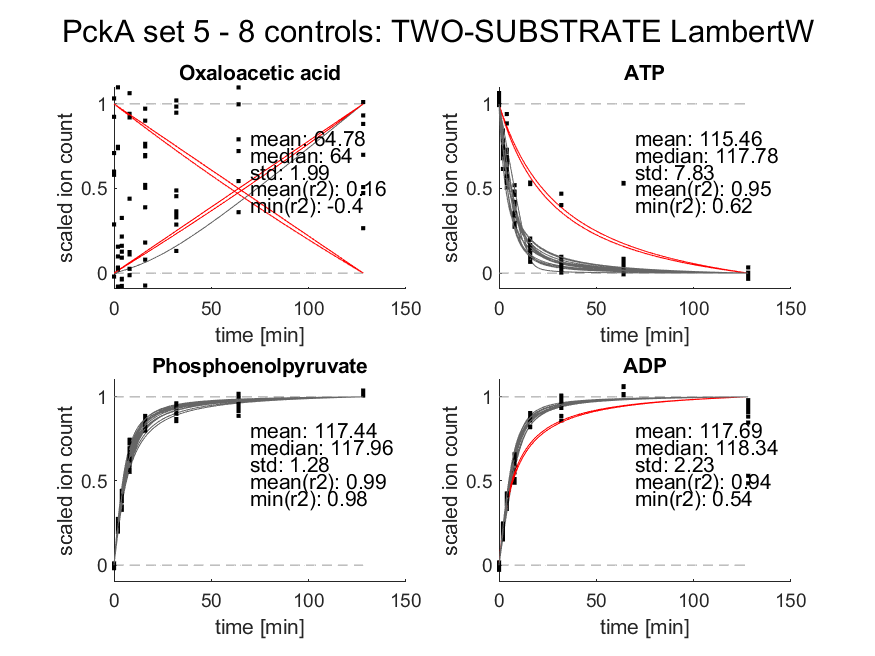 PckA set 5 - 8 controls: TWO-SUBSTRATE LambertW
Oxaloacetic acid
scaled ion count
1
0.5
0
mean: 64.78
median: 64
std: 1.99
mean(r2): 0.16
min(r2): -0.4
0 50 100 150
time [min]
ATP
scaled ion count
1
0.5
0
mean: 115.46
median: 117.78
std: 7.83
mean(r2): 0.95
min(r2): 0.62
0 50 100 150
time [min]
Phosphoenolpyruvate
scaled ion count
1
0.5
0
mean: 117.44
median: 117.96
std: 1.28
mean(r2): 0.99
min(r2): 0.98
0 50 100 150
time [min]
ADP
scaled ion count
1
0.5
0
mean: 117.69
median: 118.34
std: 2.23
mean(r2): 0.94
min(r2): 0.54
0 50 100 150
time [min]